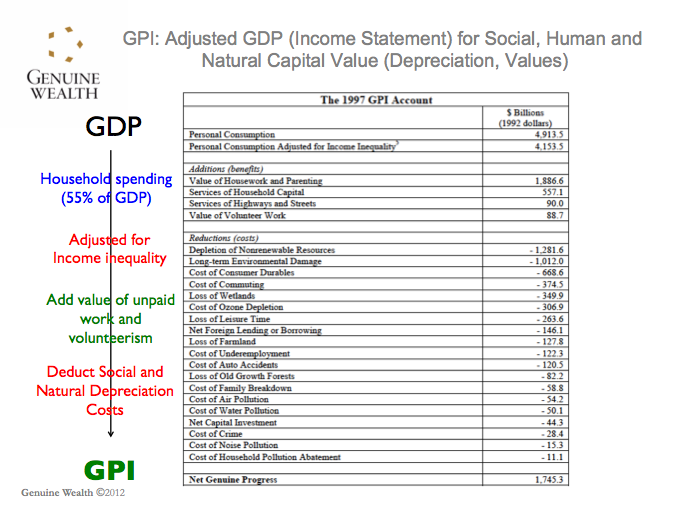 GPI: Adjusted GDP (Income Statement) for Social, Human and
Natural Capital Value (Depreciation, Values)
GENUINE
WEALTH
GDP
Household spending
(55% of GDP)
Adjusted for
Income inequality
Add value of unpaid
work and
volunteerism
Deduct Social and
Natural Depreciation
Costs
GPI
Genuine Wealth ©2012
The 1997 GPI Account
$ Billions
(1992 dollars)
Personal Consumption 4,913.5
Personal Consumption Adjusted for Income Inequality 4,153.5
Additions (benefits)
Value of Housework and Parenting 1,886.6
Services of Household Capital 557.1
Services of Highways and Streets 90.0
Value of Volunteer Work 88.7
Reductions (costs)
Depletion of Nonrenewable Resources - 1,281.6
Long-term Environmental Damage - 1,012.0
Cost of Consumer Durables - 668.6
Cost of Commuting - 374.5
Loss of Wetlands - 349.9
Cost of Ozone Depletion - 306.9
Loss of Leisure Time - 263.6
Net Foreign Lending or Borrowing - 146.1
Loss of Farmland - 127.8
Cost of Underemployment - 122.3
Cost of Auto Accidents - 120.5
Loss of Old Growth Forests - 82.2
Cost of Family Breakdown - 58.8
Cost of Air Pollution - 54.2
Cost of Water Pollution - 50.1
Net Capital Investment - 44.3
Cost of Crime - 28.4
Cost of Noise Pollution - 15.3
Cost of Household Pollution Abatement - 11.1
Net Genuine Progress 1,745.3